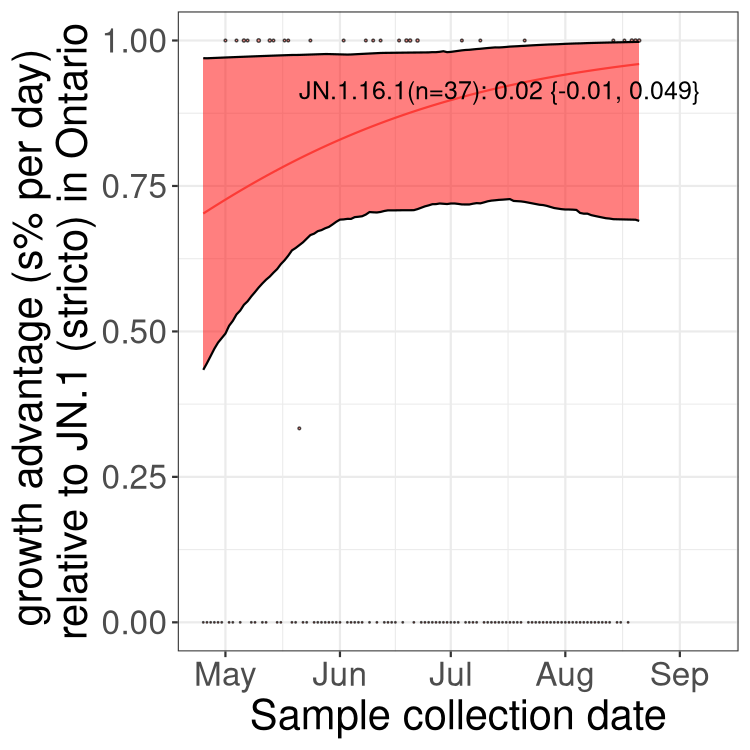 growth advantage (s% per day)
relative to JN.1 (stricto) in Ontario
1.00
0.75
0.50
0.25
0.00
JN.1.16.1(n=37): 0.02 {-0.01, 0.049}
May Jun Jul Aug Sep
Sample collection date